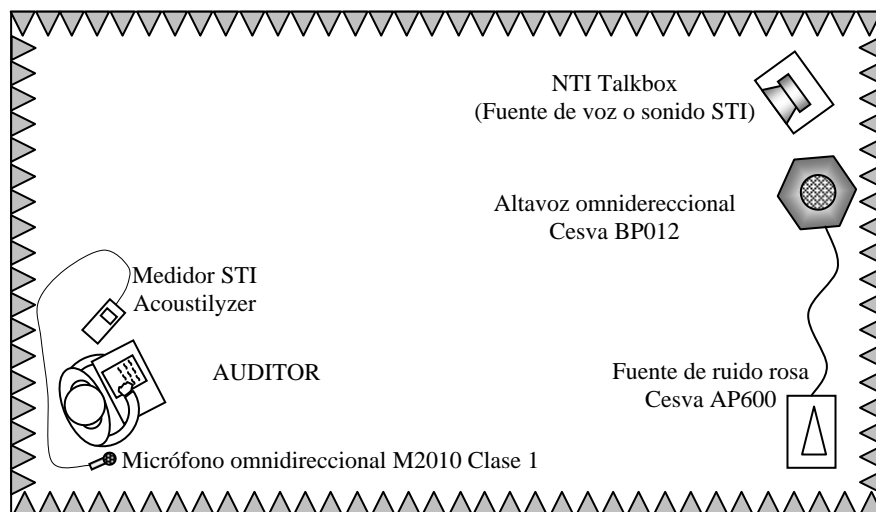 NTI Talkbox
(Fuente de voz o sonido STI)
Altavoz omnidereccional
Cesva BP012
Medidor STI
Acoustilyzer
AUDITOR
Fuente de ruido rosa
Cesva AP600
Micrófono omnidireccional M2010 Clase 1